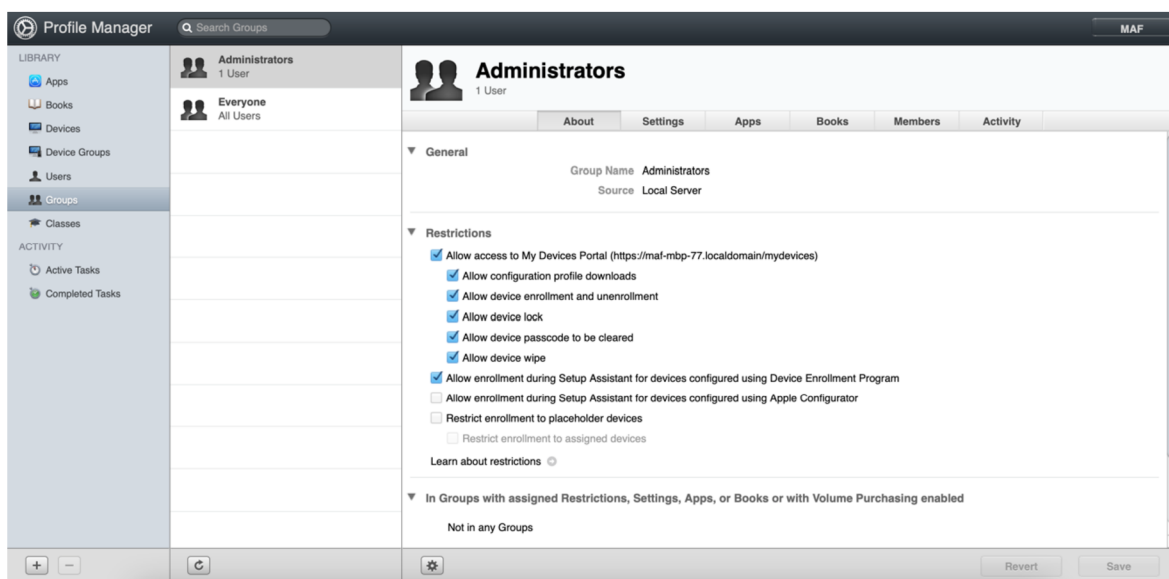 Profile Manager
Search Groups
MAF
LIBRARY
Apps
Books
Devices
Device Groups
Users
Groups
Classes
ACTIVITY
Active Tasks
Completed Tasks
Administrators
1 User
Everyone
All Users
Administrators
1 User
About Settings Apps Books Members Activity
General
Group Name Administrators
Source Local Server
Restrictions
Allow access to My Devices Portal (https://maf-mbp-77.localdomain/mydevices)
Allow configuration profile downloads
Allow device enrollment and unenrollment
Allow device lock
Allow device passcode to be cleared
Allow device wipe
Allow enrollment during Setup Assistant for devices configured using Device Enrollment Program
Allow enrollment during Setup Assistant for devices configured using Apple Configurator
Restrict enrollment to placeholder devices
Restrict enrollment to assigned devices
Learn about restrictions
In Groups with assigned Restrictions, Settings, Apps, or Books or with Volume Purchasing enabled
Not in any Groups
Revert Save